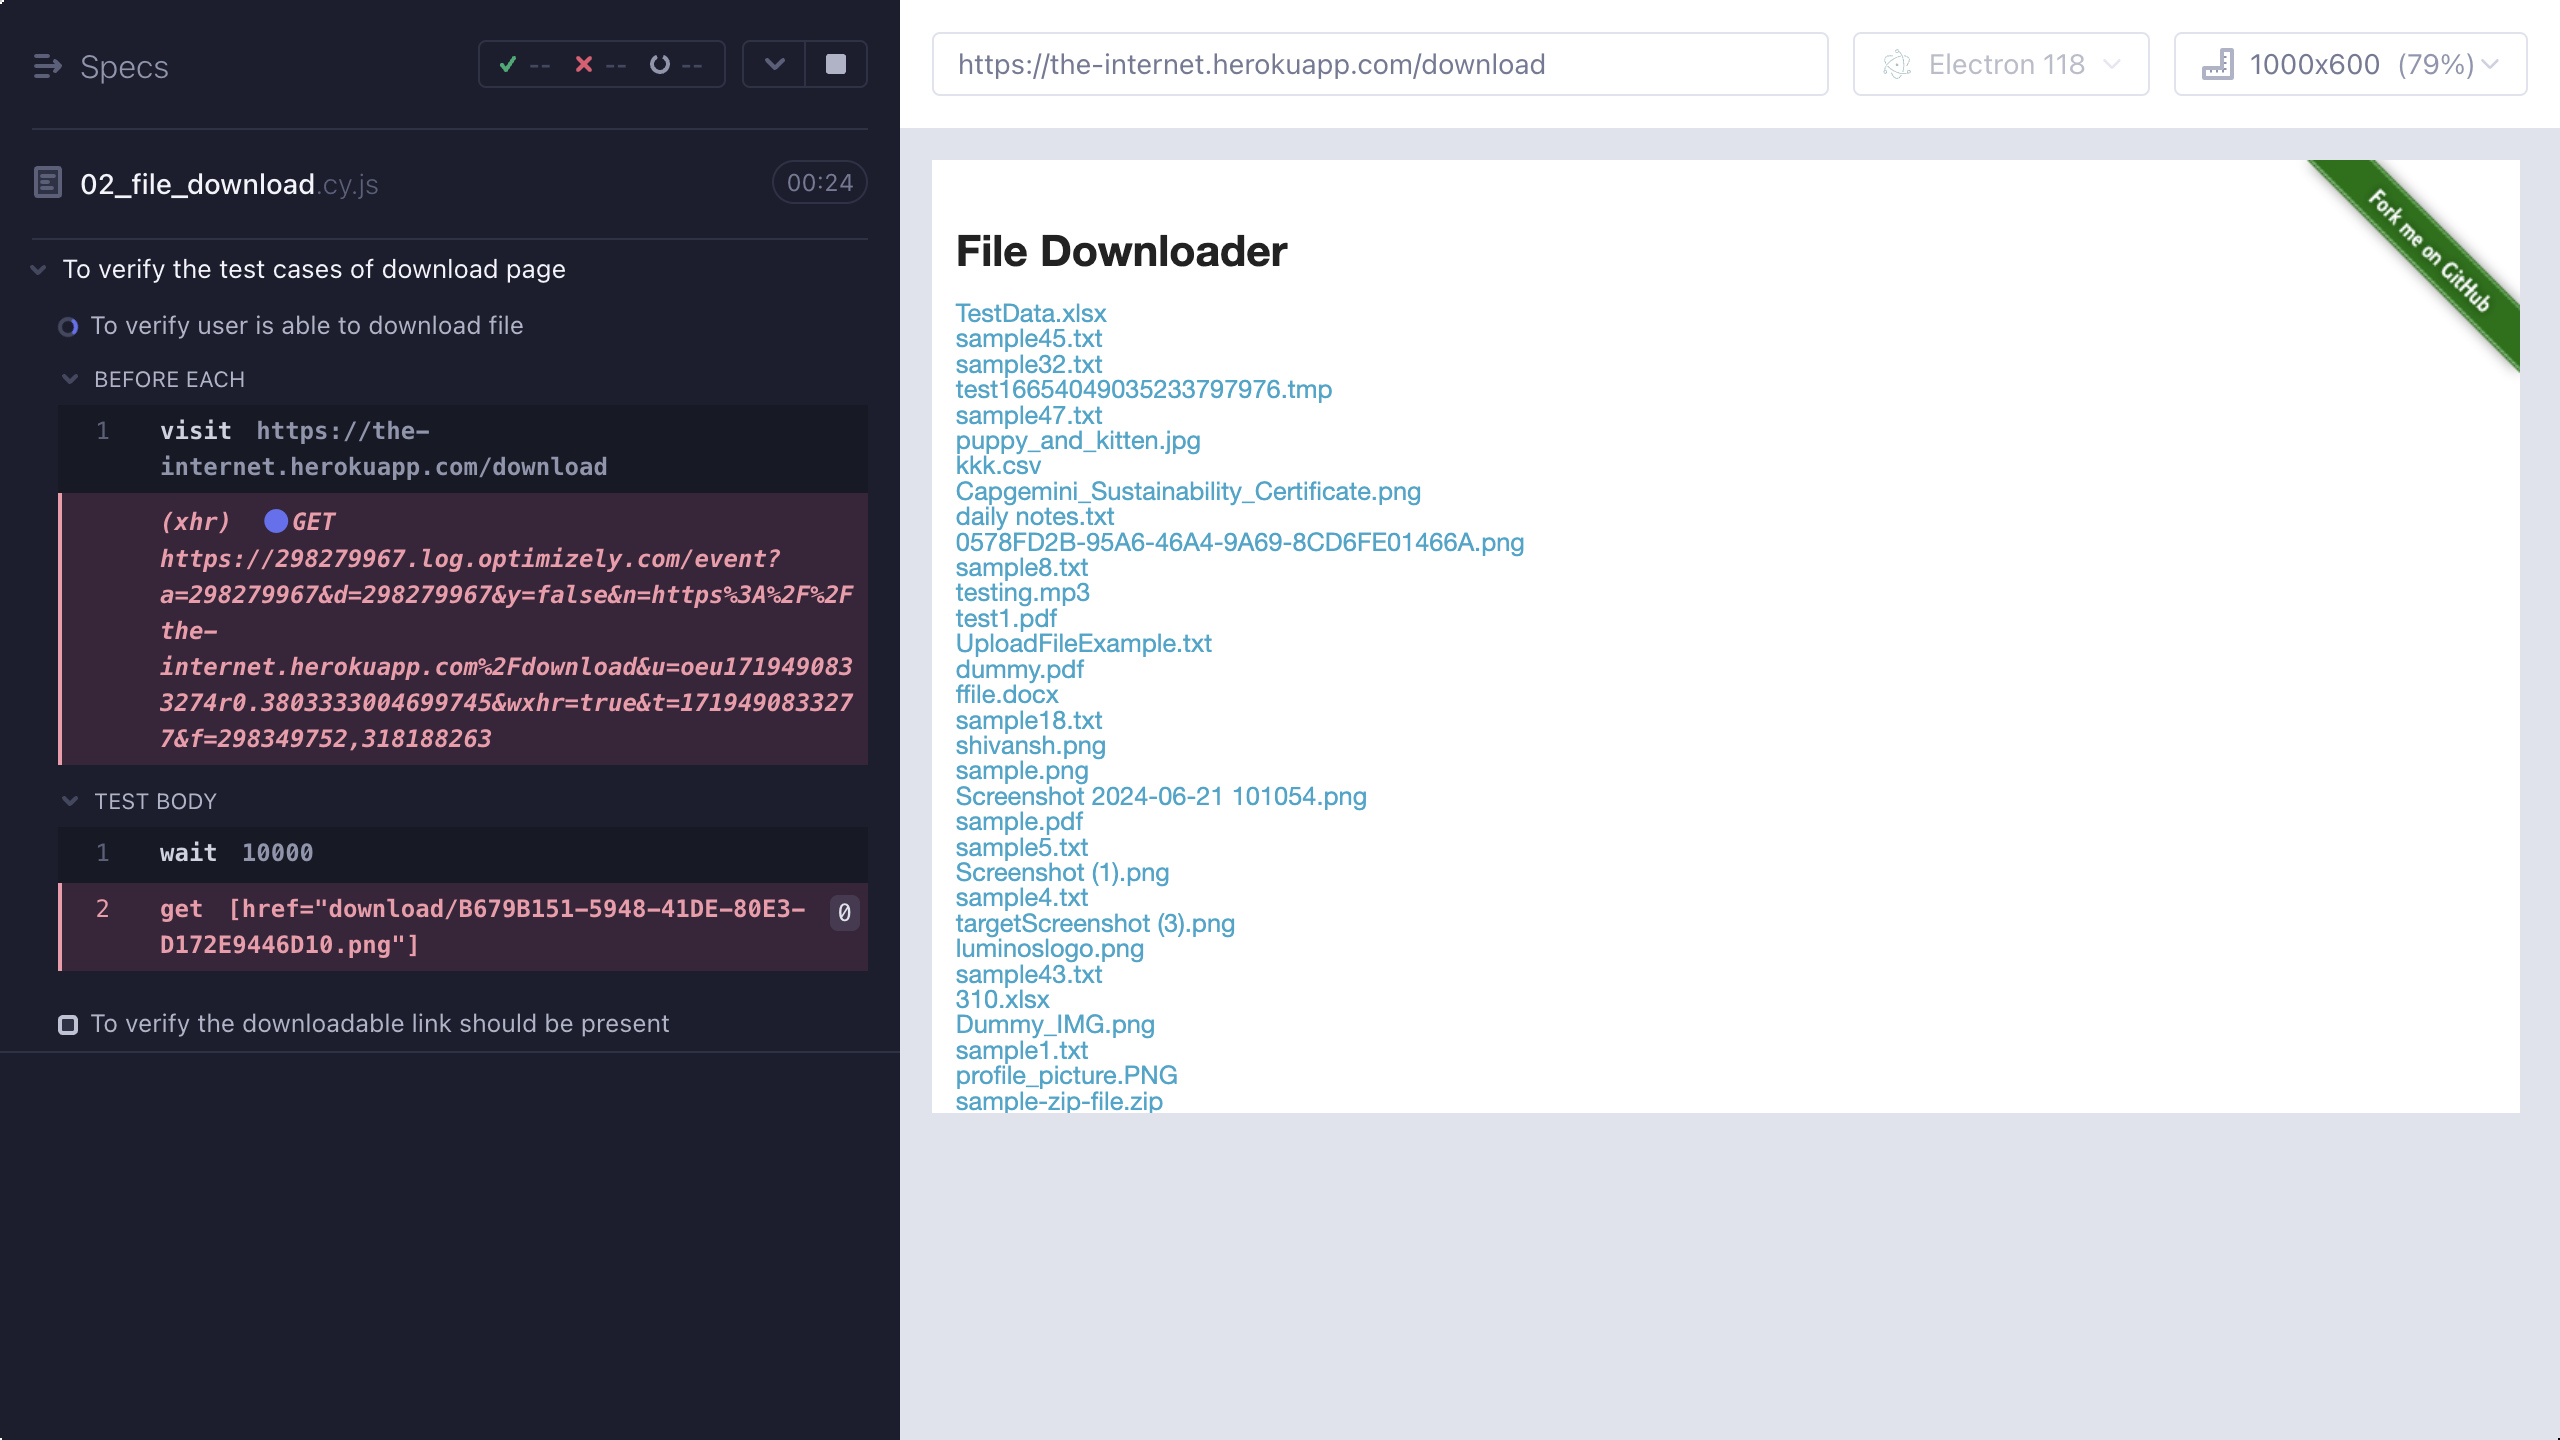 Specs
-- -- --
02_file_download.cy.js
00:24
To verify the test cases of download page
To verify user is able to download file
BEFORE EACH
1 visit https://the-
internet.herokuapp.com/download
(xhr) GET
https://298279967.log.optimizely.com/event?
a=298279967&d=298279967&y=false&n=https%3A%2F%2F
the-
internet.herokuapp.com%2Fdownload&u=oeu171949083
3274r0.3803333004699745&wxhr=true&t=171949083327
7&f=298349752,318188263
TEST BODY
1 wait 10000
2 get [href="download/B679B151-5948-41DE-80E3-
D172E9446D10.png"]
0
To verify the downloadable link should be present
https://the-internet.herokuapp.com/download
Electron 118
1000x600 (79%)
Fork me on GitHub
File Downloader
TestData.xlsx
sample45.txt
sample32.txt
test16654049035233797976.tmp
sample47.txt
puppy_and_kitten.jpg
kkk.csv
Capgemini_Sustainability_Certificate.png
daily notes.txt
0578FD2B-95A6-46A4-9A69-8CD6FE01466A.png
sample8.txt
testing.mp3
test1.pdf
UploadFileExample.txt
dummy.pdf
ffile.docx
sample18.txt
shivansh.png
sample.png
Screenshot 2024-06-21 101054.png
sample.pdf
sample5.txt
Screenshot (1).png
sample4.txt
targetScreenshot (3).png
luminoslogo.png
sample43.txt
310.xlsx
Dummy_IMG.png
sample1.txt
profile_picture.PNG
sample-zip-file.zip